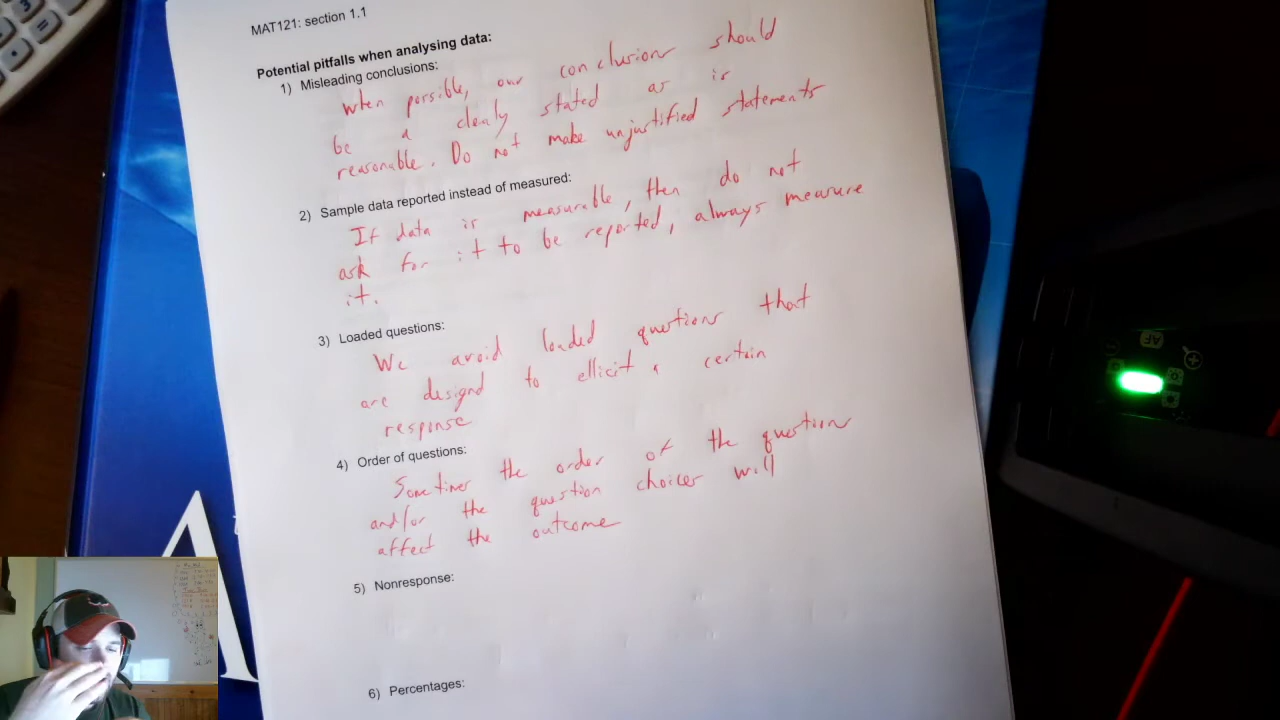 MAT121: section 1.1
Potential pitfalls when analysing data:
1) Misleading conclusions:
When possible, our conclusion should
be a clealy stated as is
reasonable. Do not make unjustified statements
2) Sample data reported instead of measured:
If data is measurable, then do not
ask for it to be reported, always measure
it.
3) Loaded questions:
We avoid loaded questions that
are designd to ellicit a certain
response
4) Order of questions:
Sometimes the order of the question
and/or the question choices will
affect the outcome
5) Nonresponse:
6) Percentages:
A
AF